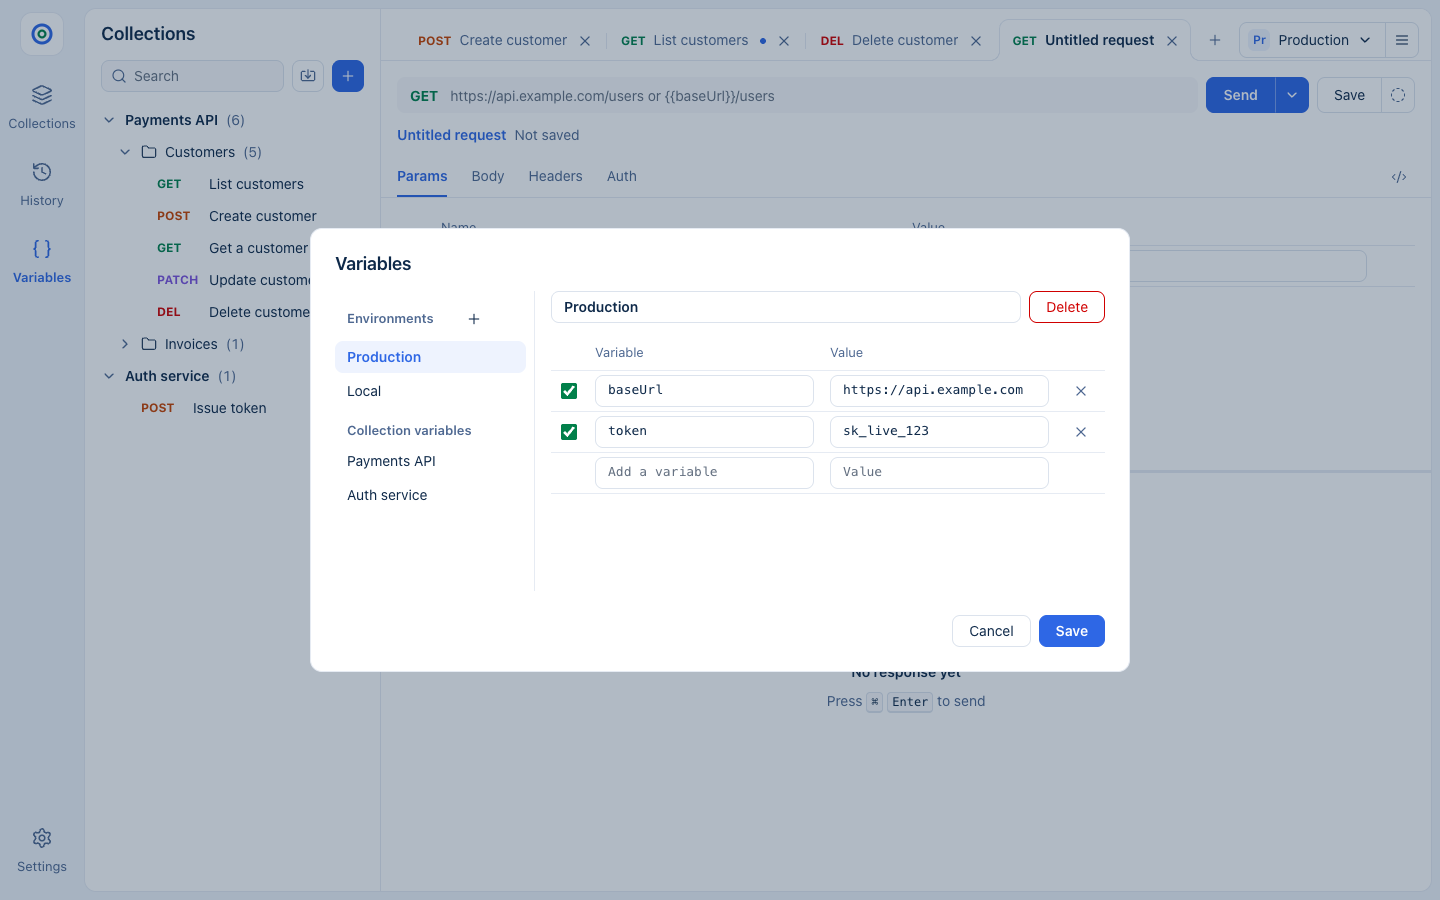 Collections
History
Variables
Settings
Collections
Search
Payments API (6)
Customers (5)
GET List customers
POST Create customer
GET Get a customer
PATCH Update custome
DEL Delete custome
Invoices (1)
Auth service (1)
POST Issue token
POST Create customer
GET List customers
DEL Delete customer
GET Untitled request
Pr Production
GET https://api.example.com/users or {{baseUrl}}/users
Send
Save
Untitled request Not saved
Params Body Headers Auth
Name Value
Variables
Environments
Production
Local
Collection variables
Payments API
Auth service
Production
Delete
Variable Value
baseUrl https://api.example.com
token sk_live_123
Add a variable Value
Cancel Save
No response yet
Press ⌘ Enter to send